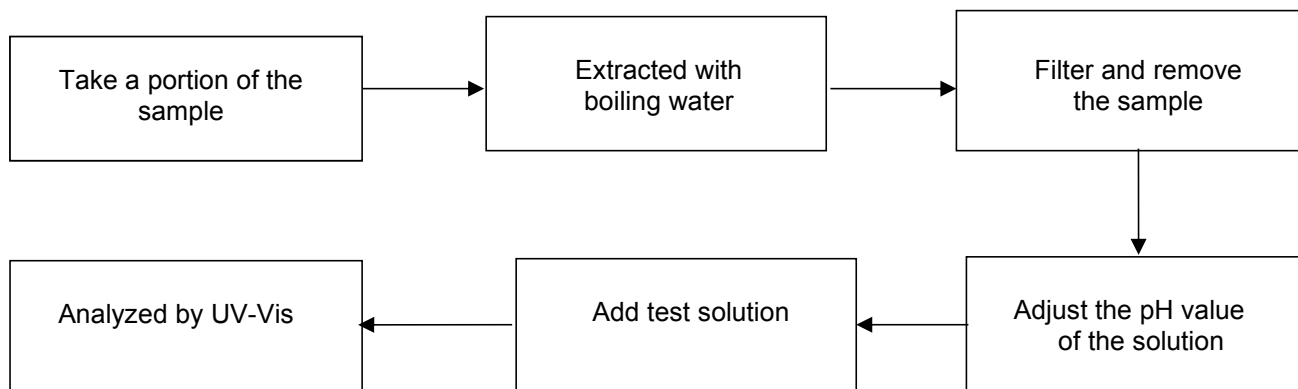 Take a portion of the
sample
Extracted with
boiling water
Filter and remove
the sample
Adjust the pH value
of the solution
Add test solution
Analyzed by UV-Vis